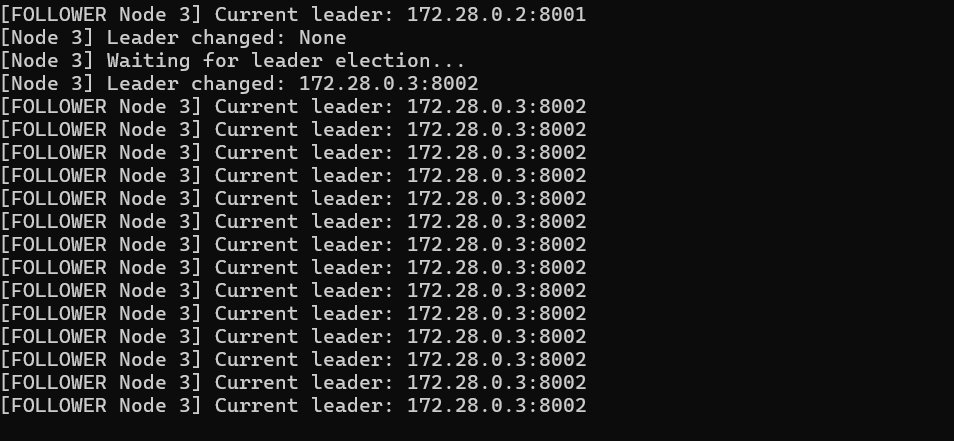 [FOLLOWER Node 3] Current leader: 172.28.0.2:8001
[Node 3] Leader changed: None
[Node 3] Waiting for leader election...
[Node 3] Leader changed: 172.28.0.3:8002
[FOLLOWER Node 3] Current leader: 172.28.0.3:8002
[FOLLOWER Node 3] Current leader: 172.28.0.3:8002
[FOLLOWER Node 3] Current leader: 172.28.0.3:8002
[FOLLOWER Node 3] Current leader: 172.28.0.3:8002
[FOLLOWER Node 3] Current leader: 172.28.0.3:8002
[FOLLOWER Node 3] Current leader: 172.28.0.3:8002
[FOLLOWER Node 3] Current leader: 172.28.0.3:8002
[FOLLOWER Node 3] Current leader: 172.28.0.3:8002
[FOLLOWER Node 3] Current leader: 172.28.0.3:8002
[FOLLOWER Node 3] Current leader: 172.28.0.3:8002
[FOLLOWER Node 3] Current leader: 172.28.0.3:8002
[FOLLOWER Node 3] Current leader: 172.28.0.3:8002
[FOLLOWER Node 3] Current leader: 172.28.0.3:8002
[FOLLOWER Node 3] Current leader: 172.28.0.3:8002